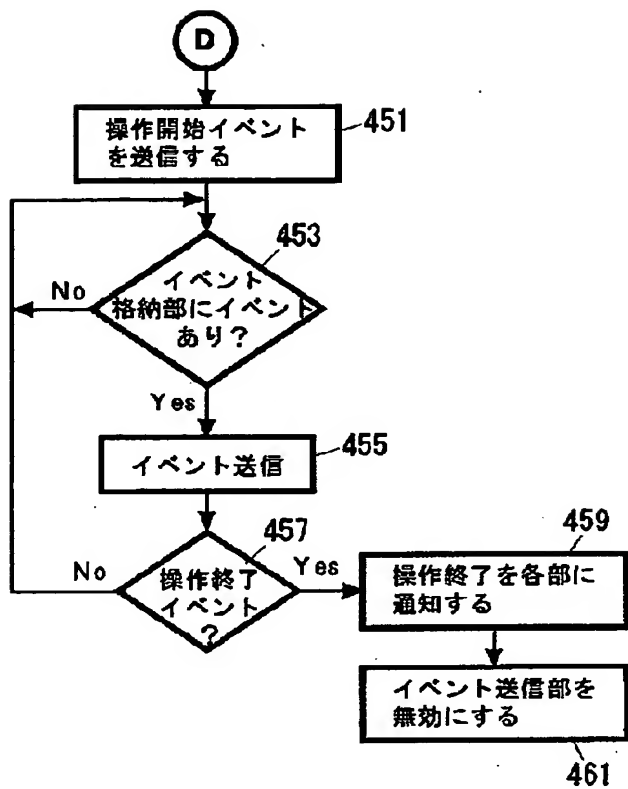 D
操作開始イベント
を送信する
451
453
イベント
格納部にイベント
あり?
No
Yes
イベント送信
455
457
操作終了
イベント
?
No
Yes
459
操作終了を各部に
通知する
イベント送信部を
無効にする
461